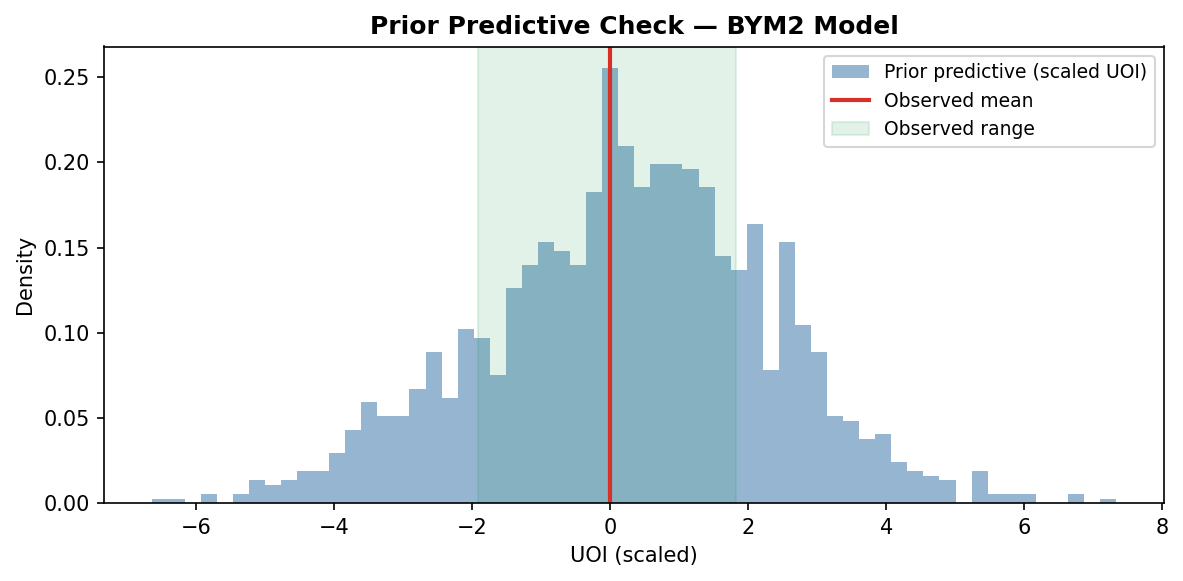 Prior Predictive Check — BYM2 Model
Prior predictive (scaled UOI)
Observed mean
Observed range
Density
0.25
0.20
0.15
0.10
0.05
0.00
−6
−4
−2
0
2
4
6
8
UOI (scaled)